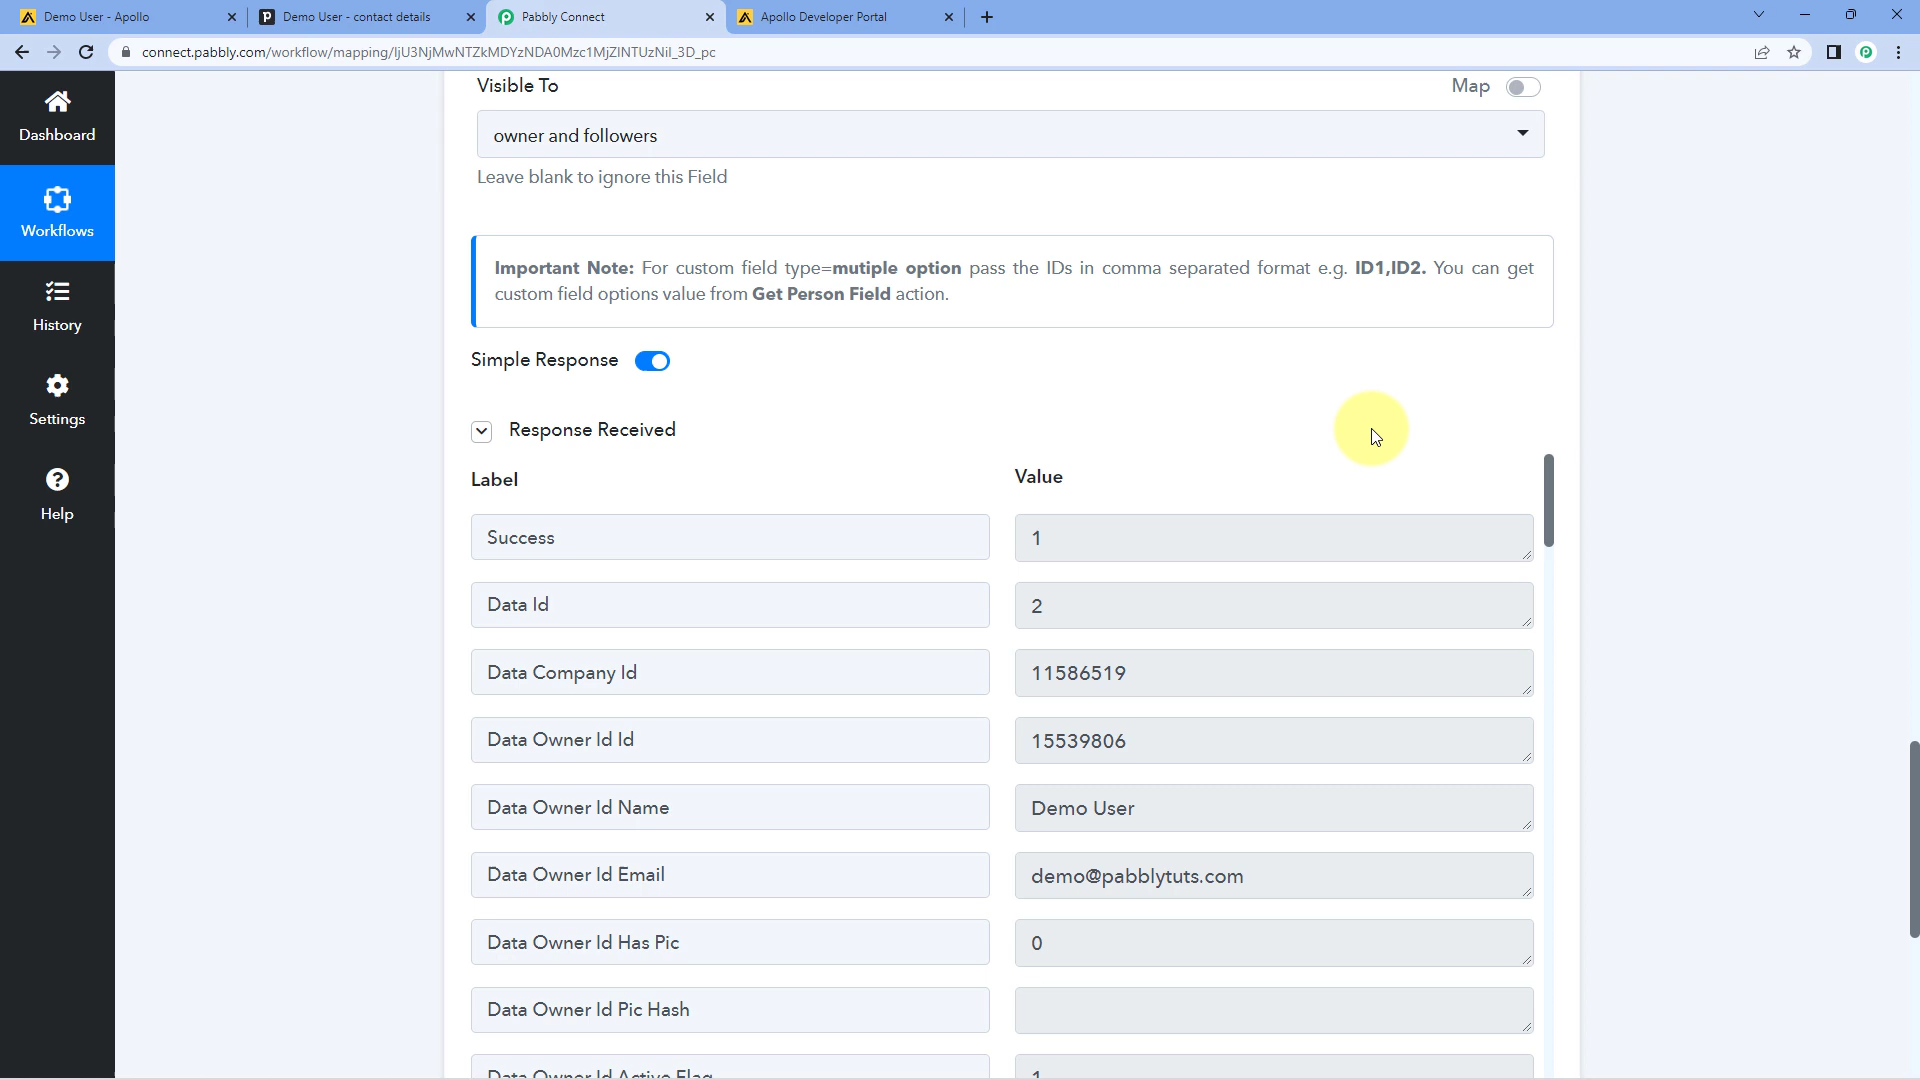 Demo User - Apollo
Demo User - contact details
Pabbly Connect
Apollo Developer Portal
connect.pabbly.com/workflow/mapping/IjU3NjMwNTZkMDYzNDA0Mzc1MjZlNTUzNiI_3D_pc
Dashboard
Workflows
History
Settings
Help
Visible To
Map
owner and followers
Leave blank to ignore this Field
Important Note: For custom field type=mutiple option pass the IDs in comma separated format e.g. ID1,ID2. You can get
custom field options value from Get Person Field action.
Simple Response
Response Received
Label
Value
Success
1
Data Id
2
Data Company Id
11586519
Data Owner Id Id
15539806
Data Owner Id Name
Demo User
Data Owner Id Email
demo@pabblytuts.com
Data Owner Id Has Pic
0
Data Owner Id Pic Hash
Data Owner Id Active Flag
1